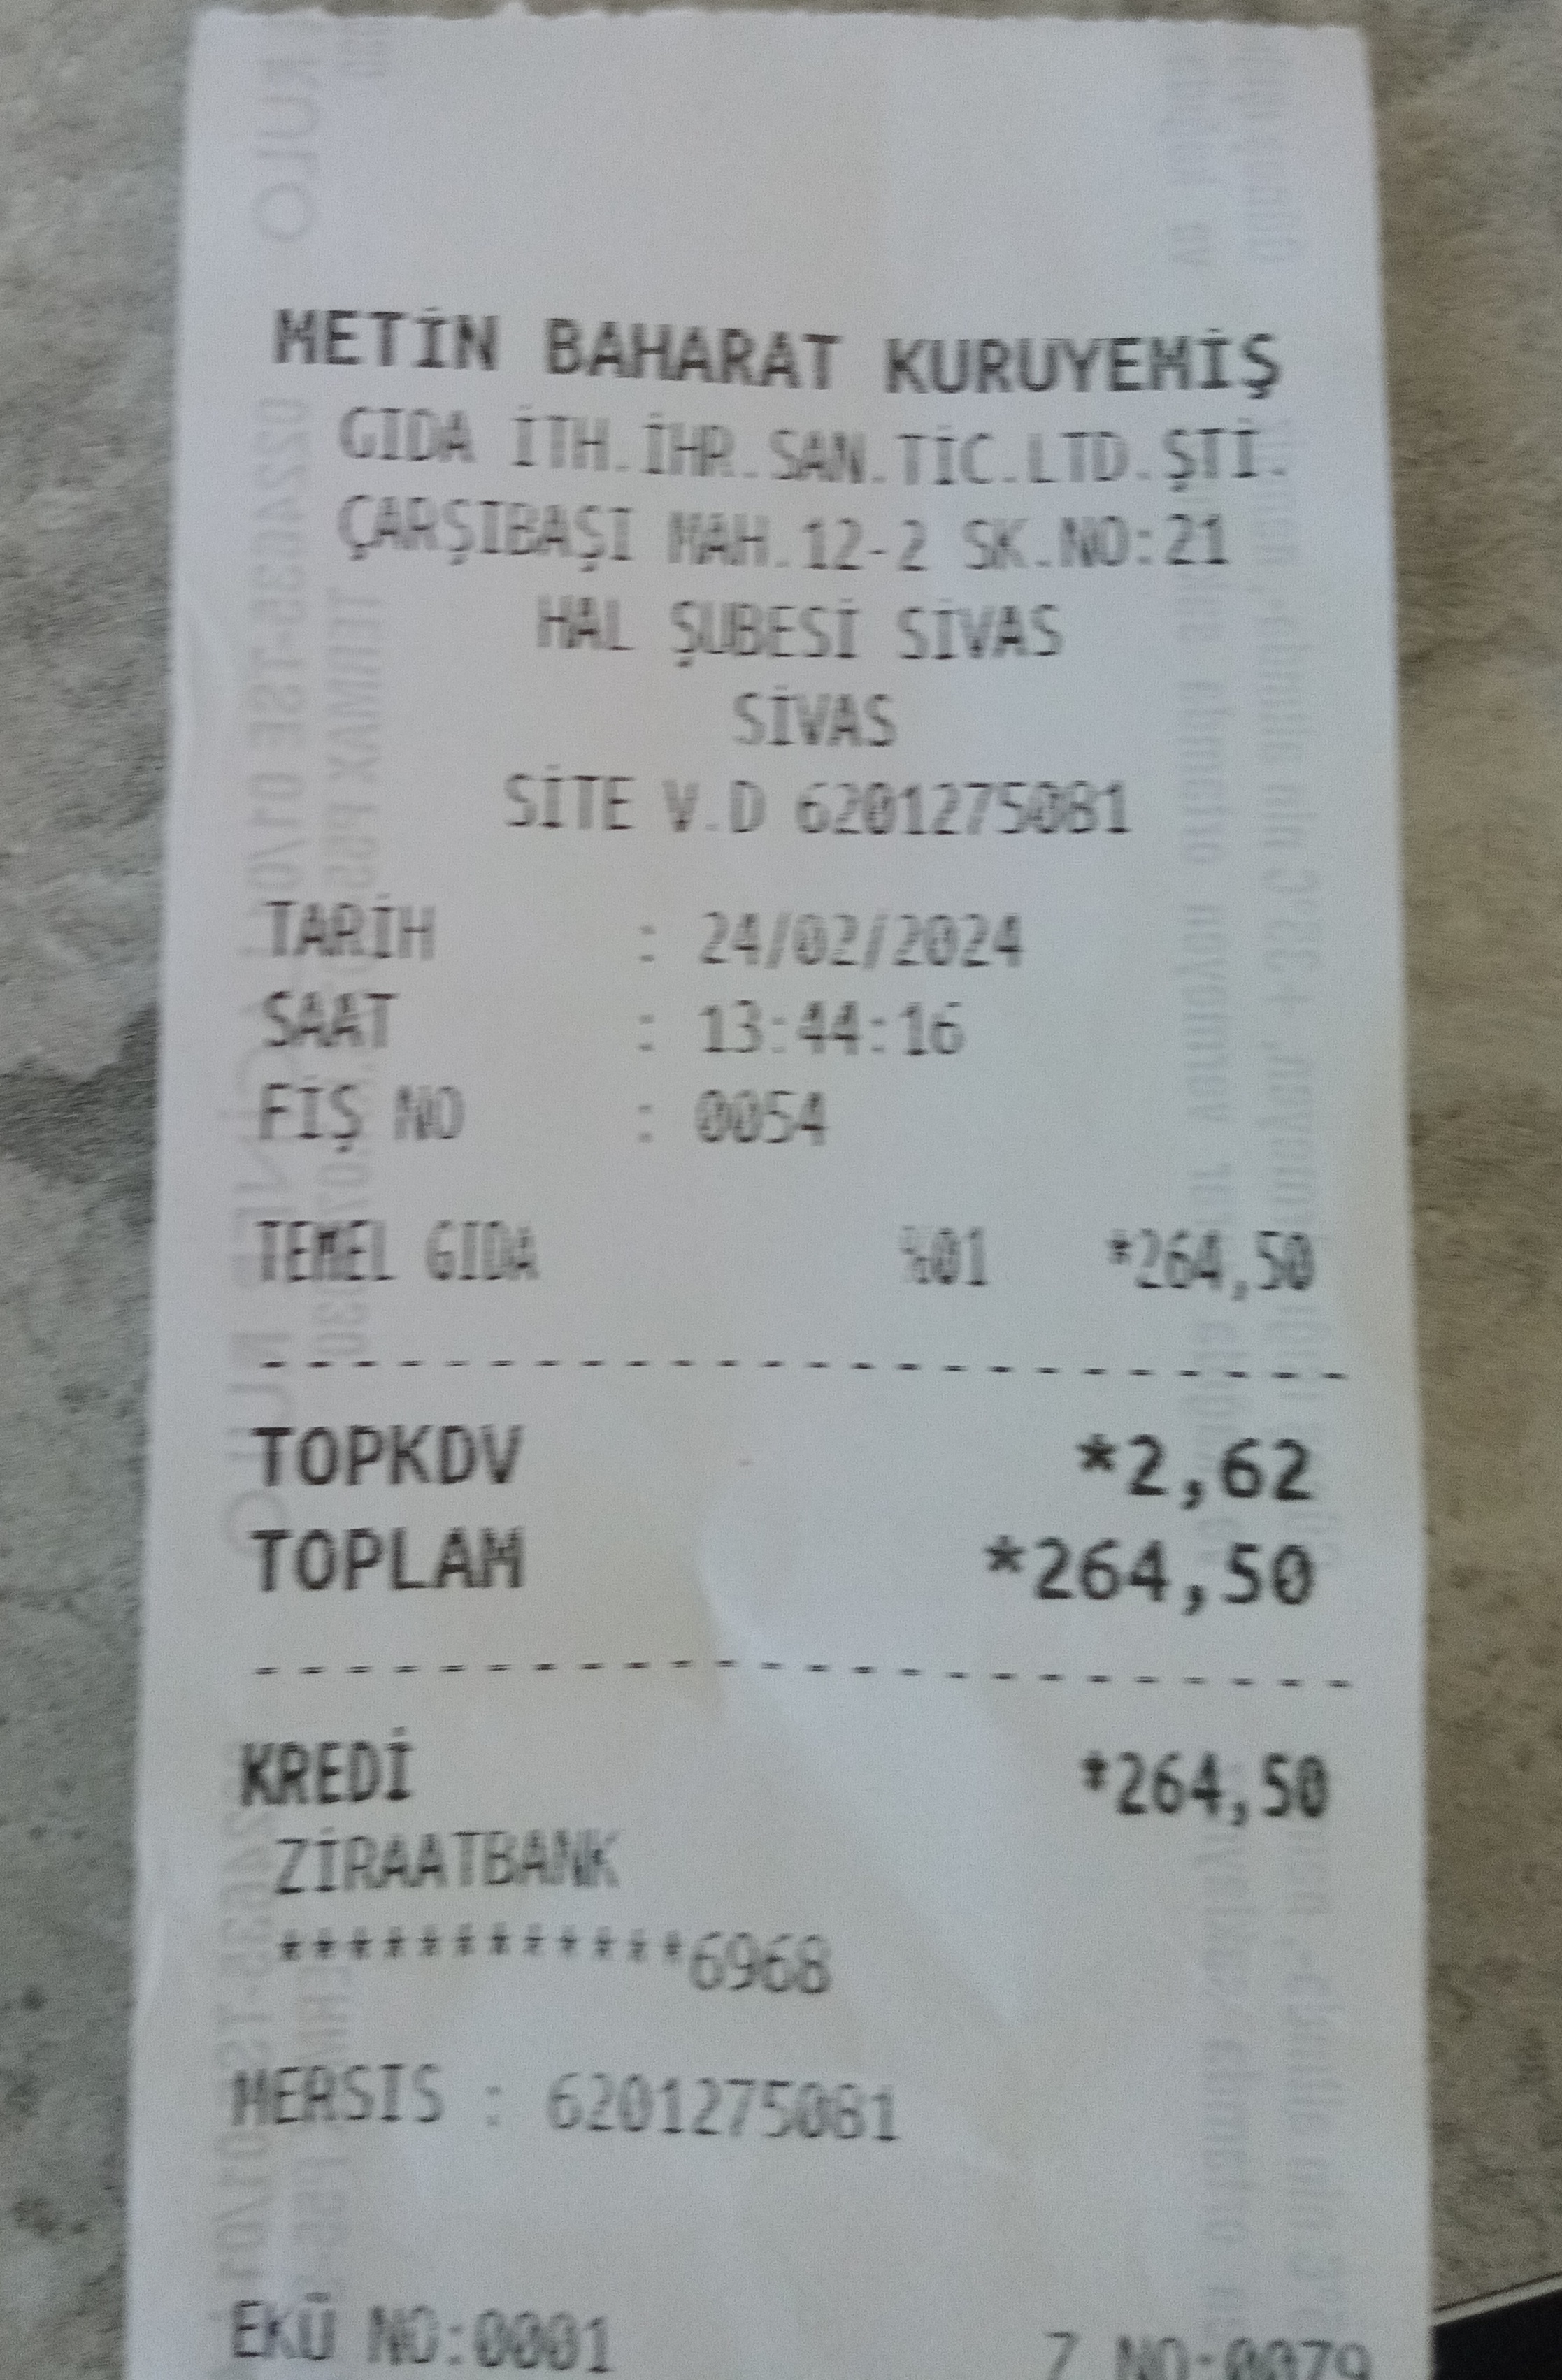 METİN BAHARAT KURUYEMİŞ
GIDA İTH.İHR.SAN.TİC.LTD.ŞTİ.
ÇARŞIBAŞI MAH.12-2 SK.NO:21
HAL ŞUBESİ SİVAS
SİVAS
SİTE V.D 6201275081
TARİH : 24/02/2024
SAAT : 13:44:16
FİŞ NO : 0054
TEMEL GIDA %01 *264,50
TOPKDV *2,62
TOPLAM *264,50
KREDİ *264,50
ZİRAATBANK
************6968
MERSIS : 6201275081
EKÜ NO:0001 Z NO:0079